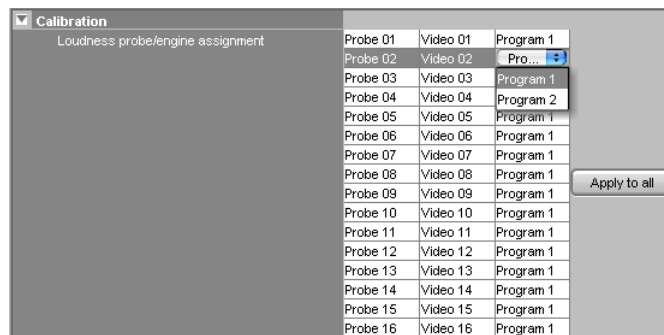 Calibration
Loudness probe/engine assignment
Probe 01 Video 01 Program 1
Probe 02 Video 02 Pro...
Probe 03 Video 03 Program 1
Probe 04 Video 04 Program 2
Probe 05 Video 05 Program 1
Probe 06 Video 06 Program 1
Probe 07 Video 07 Program 1
Probe 08 Video 08 Program 1
Apply to all
Probe 09 Video 09 Program 1
Probe 10 Video 10 Program 1
Probe 11 Video 11 Program 1
Probe 12 Video 12 Program 1
Probe 13 Video 13 Program 1
Probe 14 Video 14 Program 1
Probe 15 Video 15 Program 1
Probe 16 Video 16 Program 1